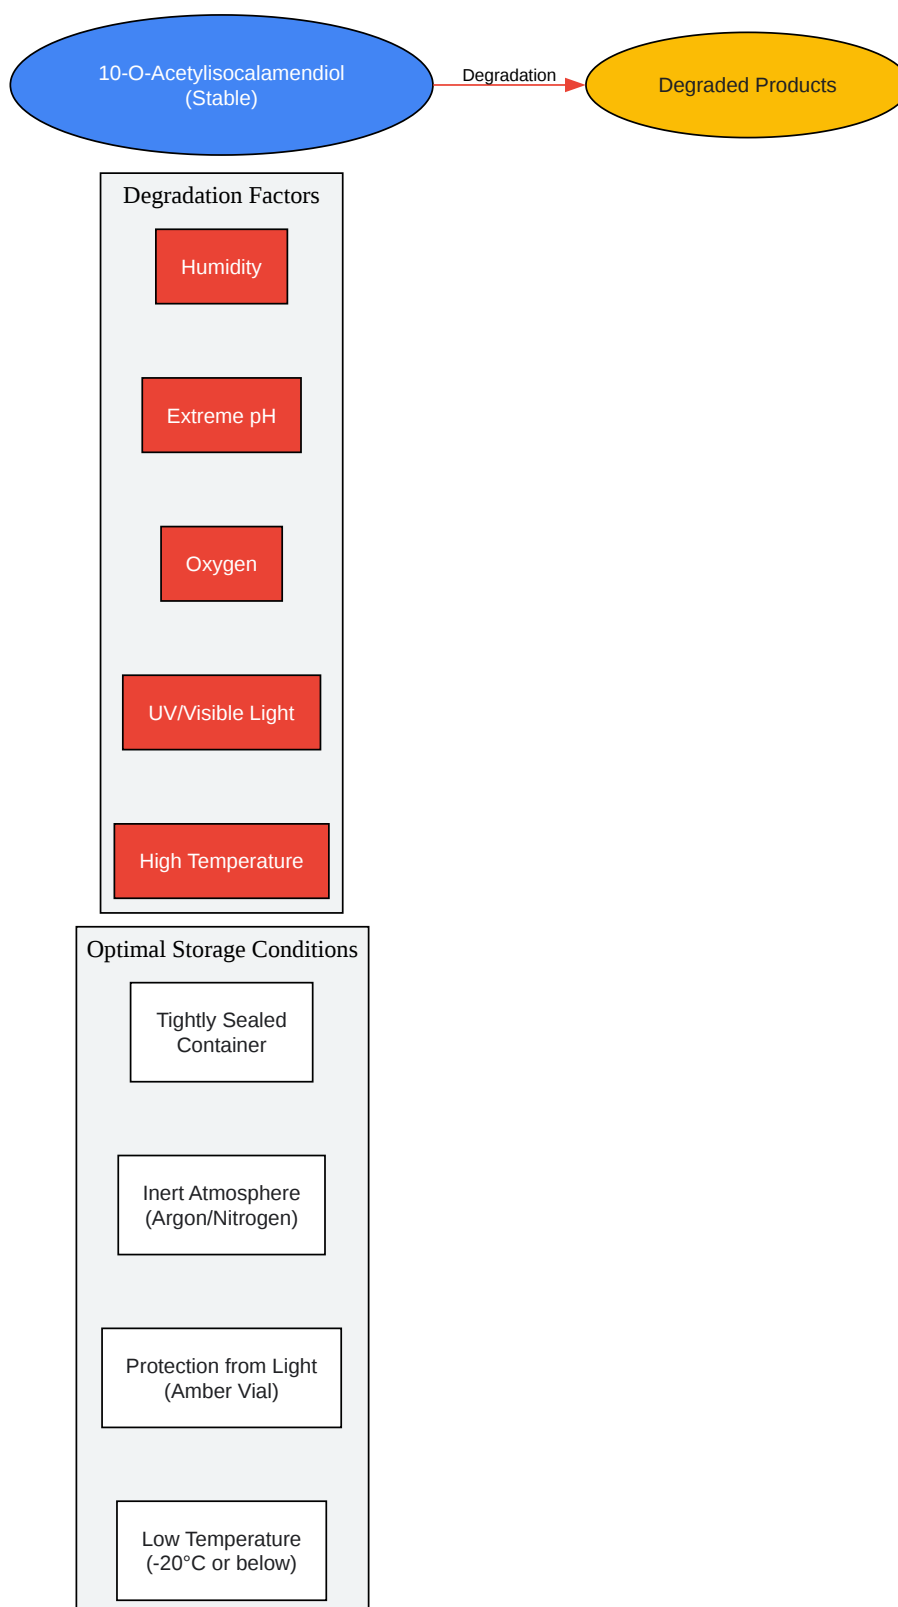 10-O-Acetylisocalamendiol
(Stable)
Degradation
Degraded Products
Degradation Factors
Humidity
Extreme pH
Oxygen
UV/Visible Light
High Temperature
Optimal Storage Conditions
Tightly Sealed
Container
Inert Atmosphere
(Argon/Nitrogen)
Protection from Light
(Amber Vial)
Low Temperature
(-20°C or below)